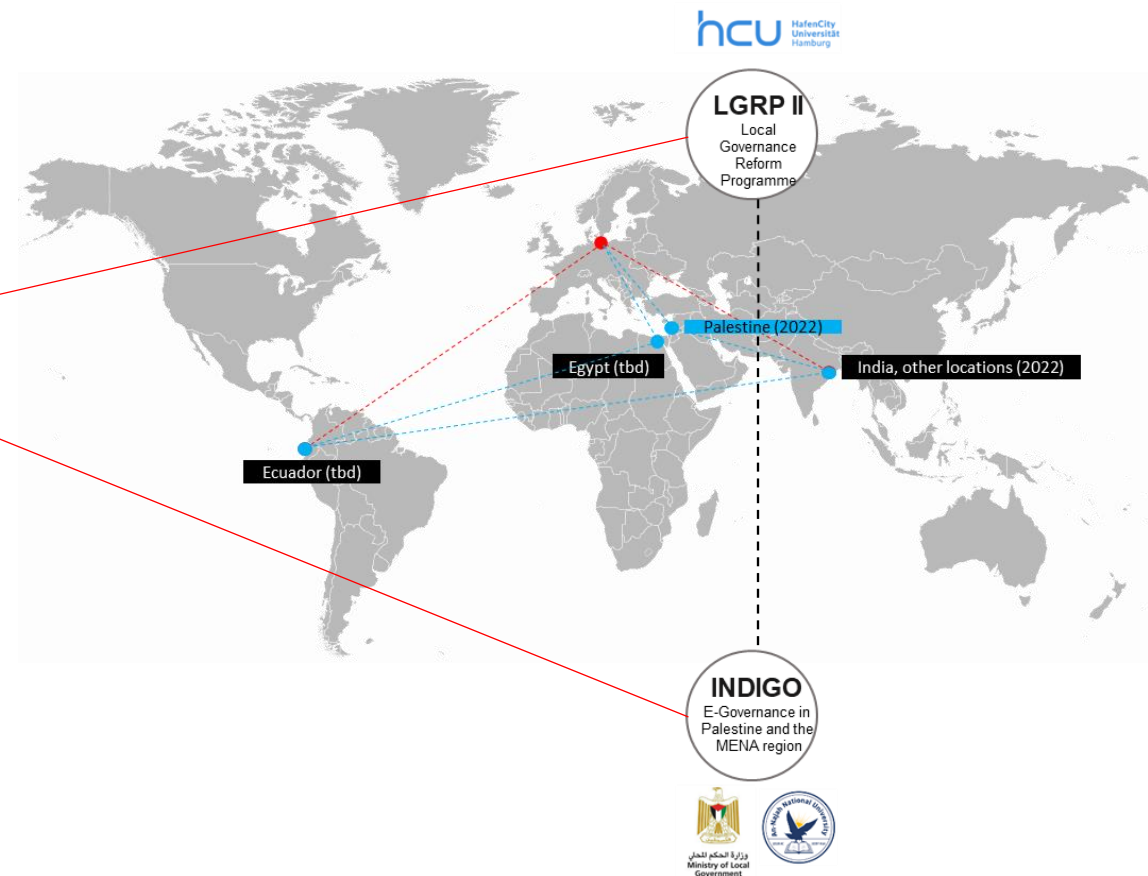 hcu
HafenCity
Universität
Hamburg
LGRP II
Local
Governance
Reform
Programme
Palestine (2022)
Egypt (tbd)
India, other locations (2022)
Ecuador (tbd)
INDIGO
E-Governance in
Palestine and the
MENA region
وزارة الحكم المحلي
Ministry of Local
Government
An-Najah National University